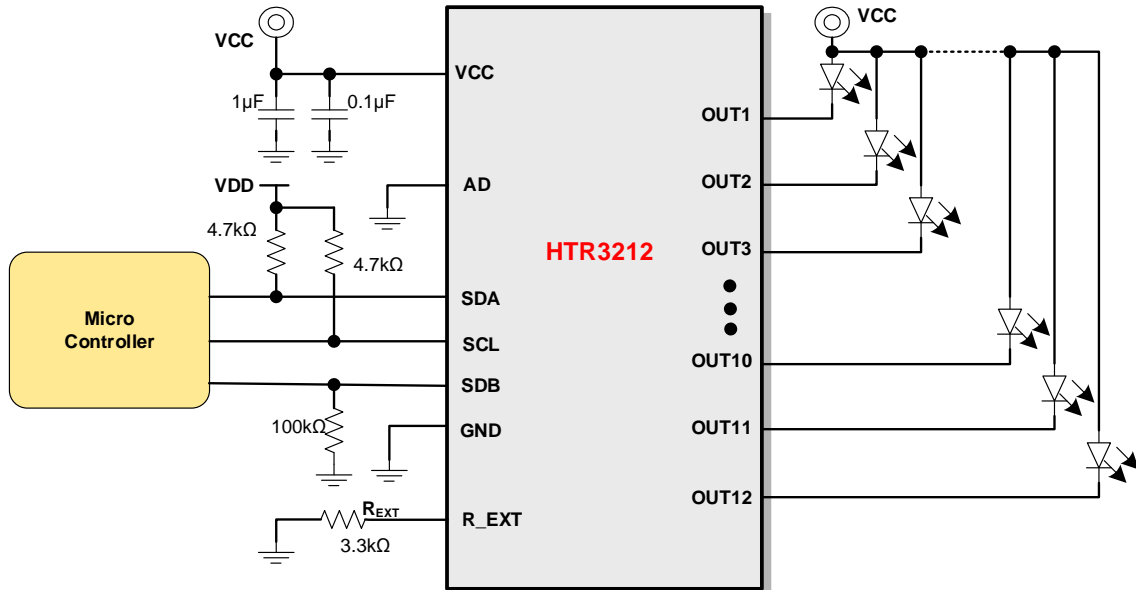 VCC
1µF
0.1µF
VDD
4.7kΩ
4.7kΩ
Micro
Controller
100kΩ
R_EXT
3.3kΩ
VCC
AD
SDA
SCL
SDB
GND
R_EXT
HTR3212
OUT1
OUT2
OUT3
OUT10
OUT11
OUT12
VCC